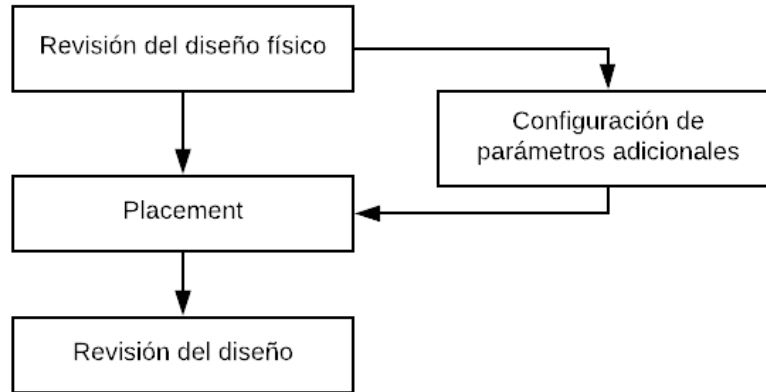 Revisión del diseño físico
Configuración de
parámetros adicionales
Placement
Revisión del diseño